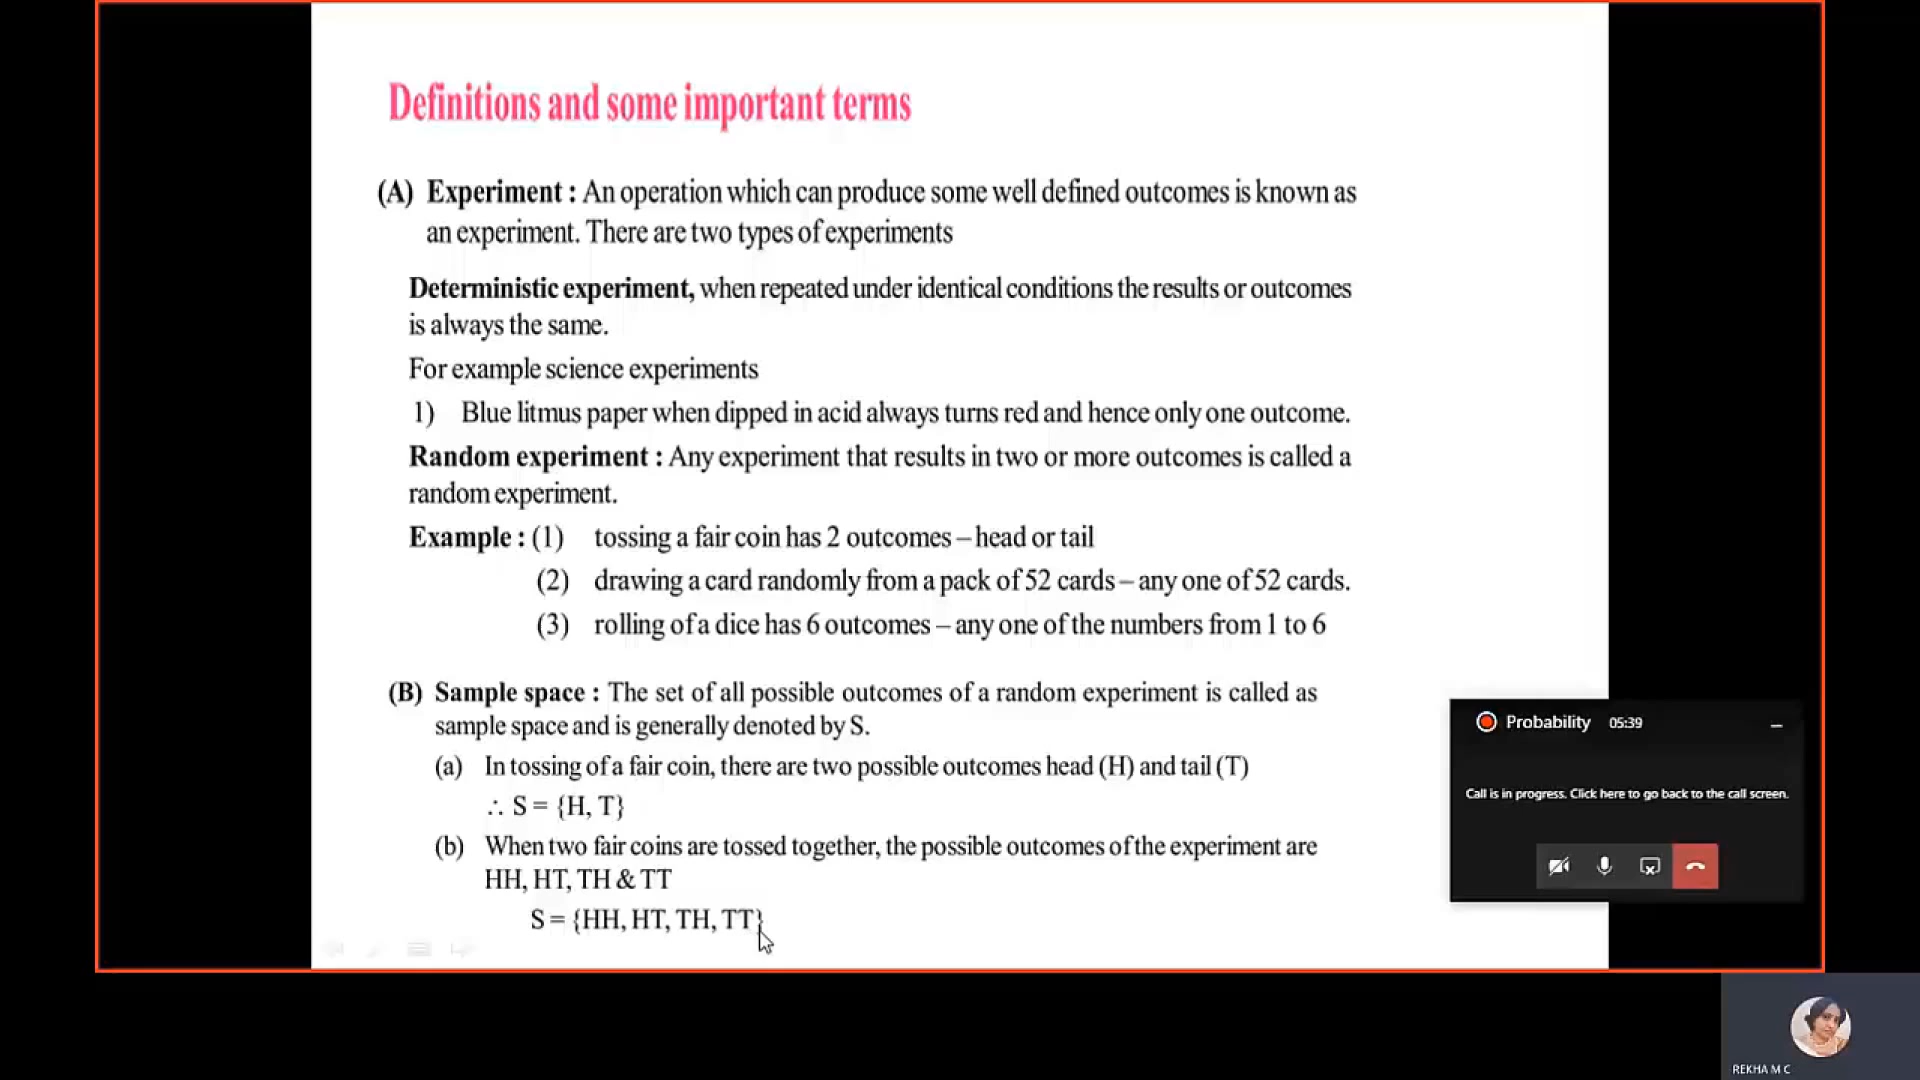 Definitions and some important terms
(A) Experiment : An operation which can produce some well defined outcomes is known as
an experiment. There are two types of experiments
Deterministic experiment, when repeated under identical conditions the results or outcomes
is always the same.
For example science experiments
1) Blue litmus paper when dipped in acid always turns red and hence only one outcome.
Random experiment : Any experiment that results in two or more outcomes is called a
random experiment.
Example : (1) tossing a fair coin has 2 outcomes – head or tail
(2) drawing a card randomly from a pack of 52 cards – any one of 52 cards.
(3) rolling of a dice has 6 outcomes – any one of the numbers from 1 to 6
(B) Sample space : The set of all possible outcomes of a random experiment is called as
sample space and is generally denoted by S.
(a) In tossing of a fair coin, there are two possible outcomes head (H) and tail (T)
∴ S = {H, T}
(b) When two fair coins are tossed together, the possible outcomes of the experiment are
HH, HT, TH & TT
S = {HH, HT, TH, TT}
Probability 05:39
Call is in progress. Click here to go back to the call screen.
REKHA M C